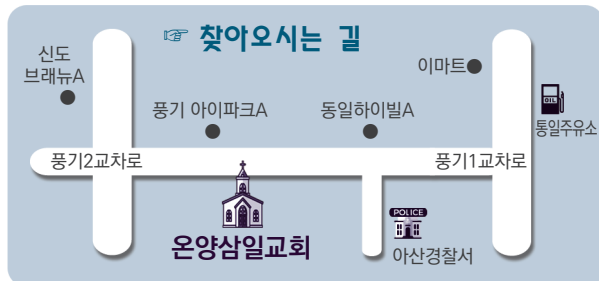 ☞ 찾아오시는 길
신도
브래뉴A
이마트
OIL
통일주유소
풍기 아이파크A
동일하이빌A
풍기2교차로
풍기1교차로
온양삼일교회
POLICE
아산경찰서